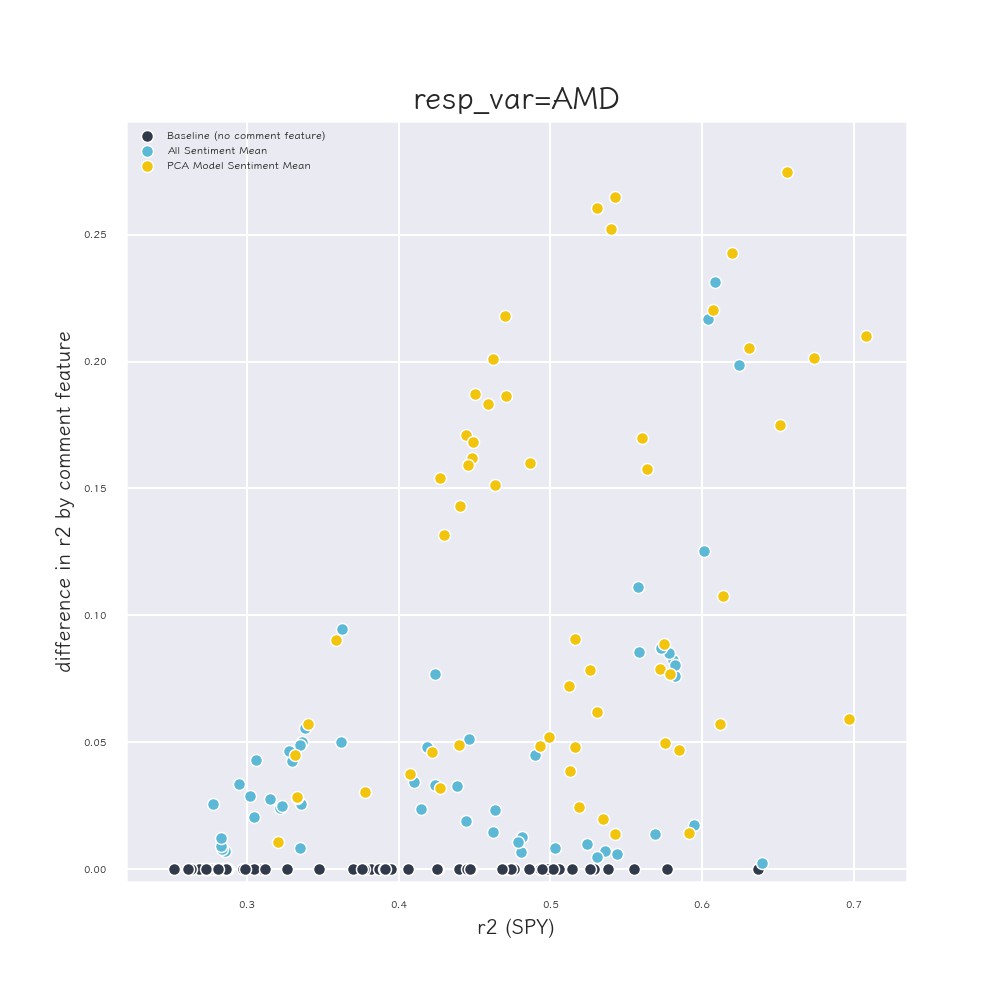 resp_var=AMD
Baseline (no comment feature)
All Sentiment Mean
PCA Model Sentiment Mean
difference in r2 by comment feature
0.25
0.20
0.15
0.10
0.05
0.00
0.3 0.4 0.5 0.6 0.7
r2 (SPY)